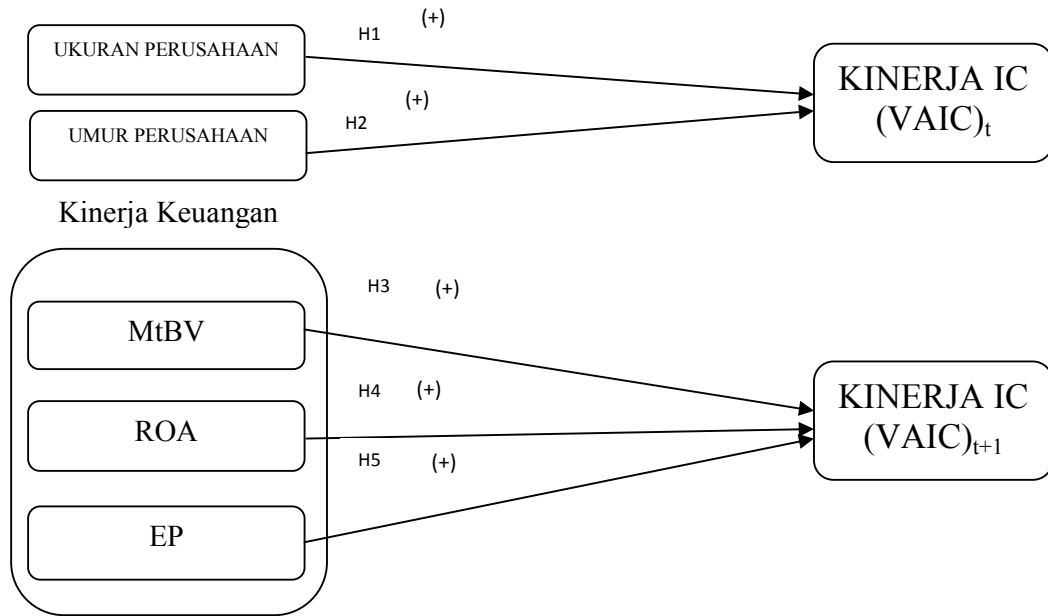 (+)
H1
UKURAN PERUSAHAAN
KINERJA IC
(VAIC)t
(+)
H2
UMUR PERUSAHAAN
Kinerja Keuangan
H3 (+)
MtBV
H4 (+)
KINERJA IC
(VAIC)t+1
ROA
H5 (+)
EP